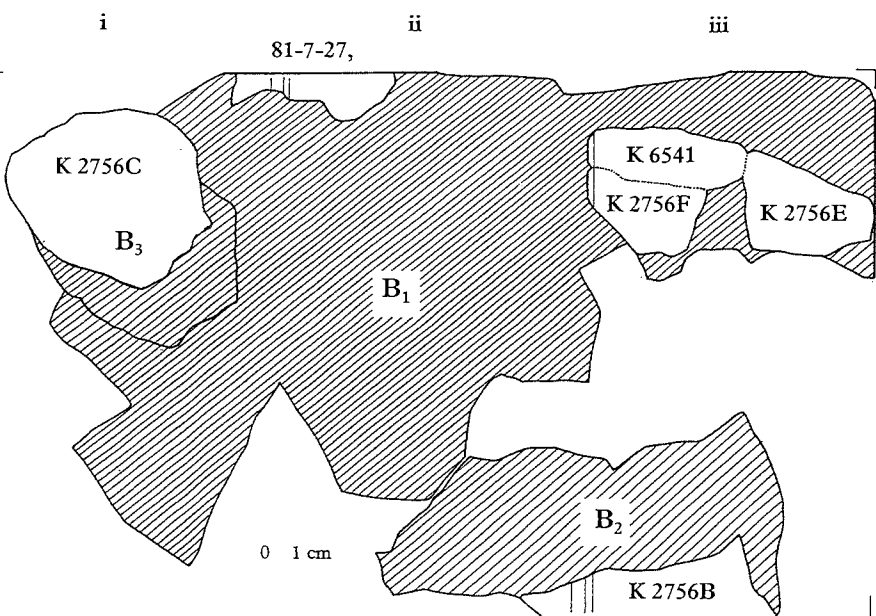 i ii iii
81-7-27,
K 2756C
K 6541
K 2756F
K 2756E
B3
B1
B2
0 1 cm
K 2756B